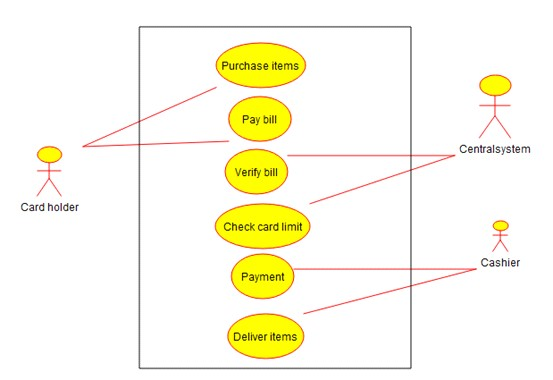 Purchase items
Pay bill
Verify bill
Check card limit
Payment
Deliver items
Card holder
Centralsystem
Cashier